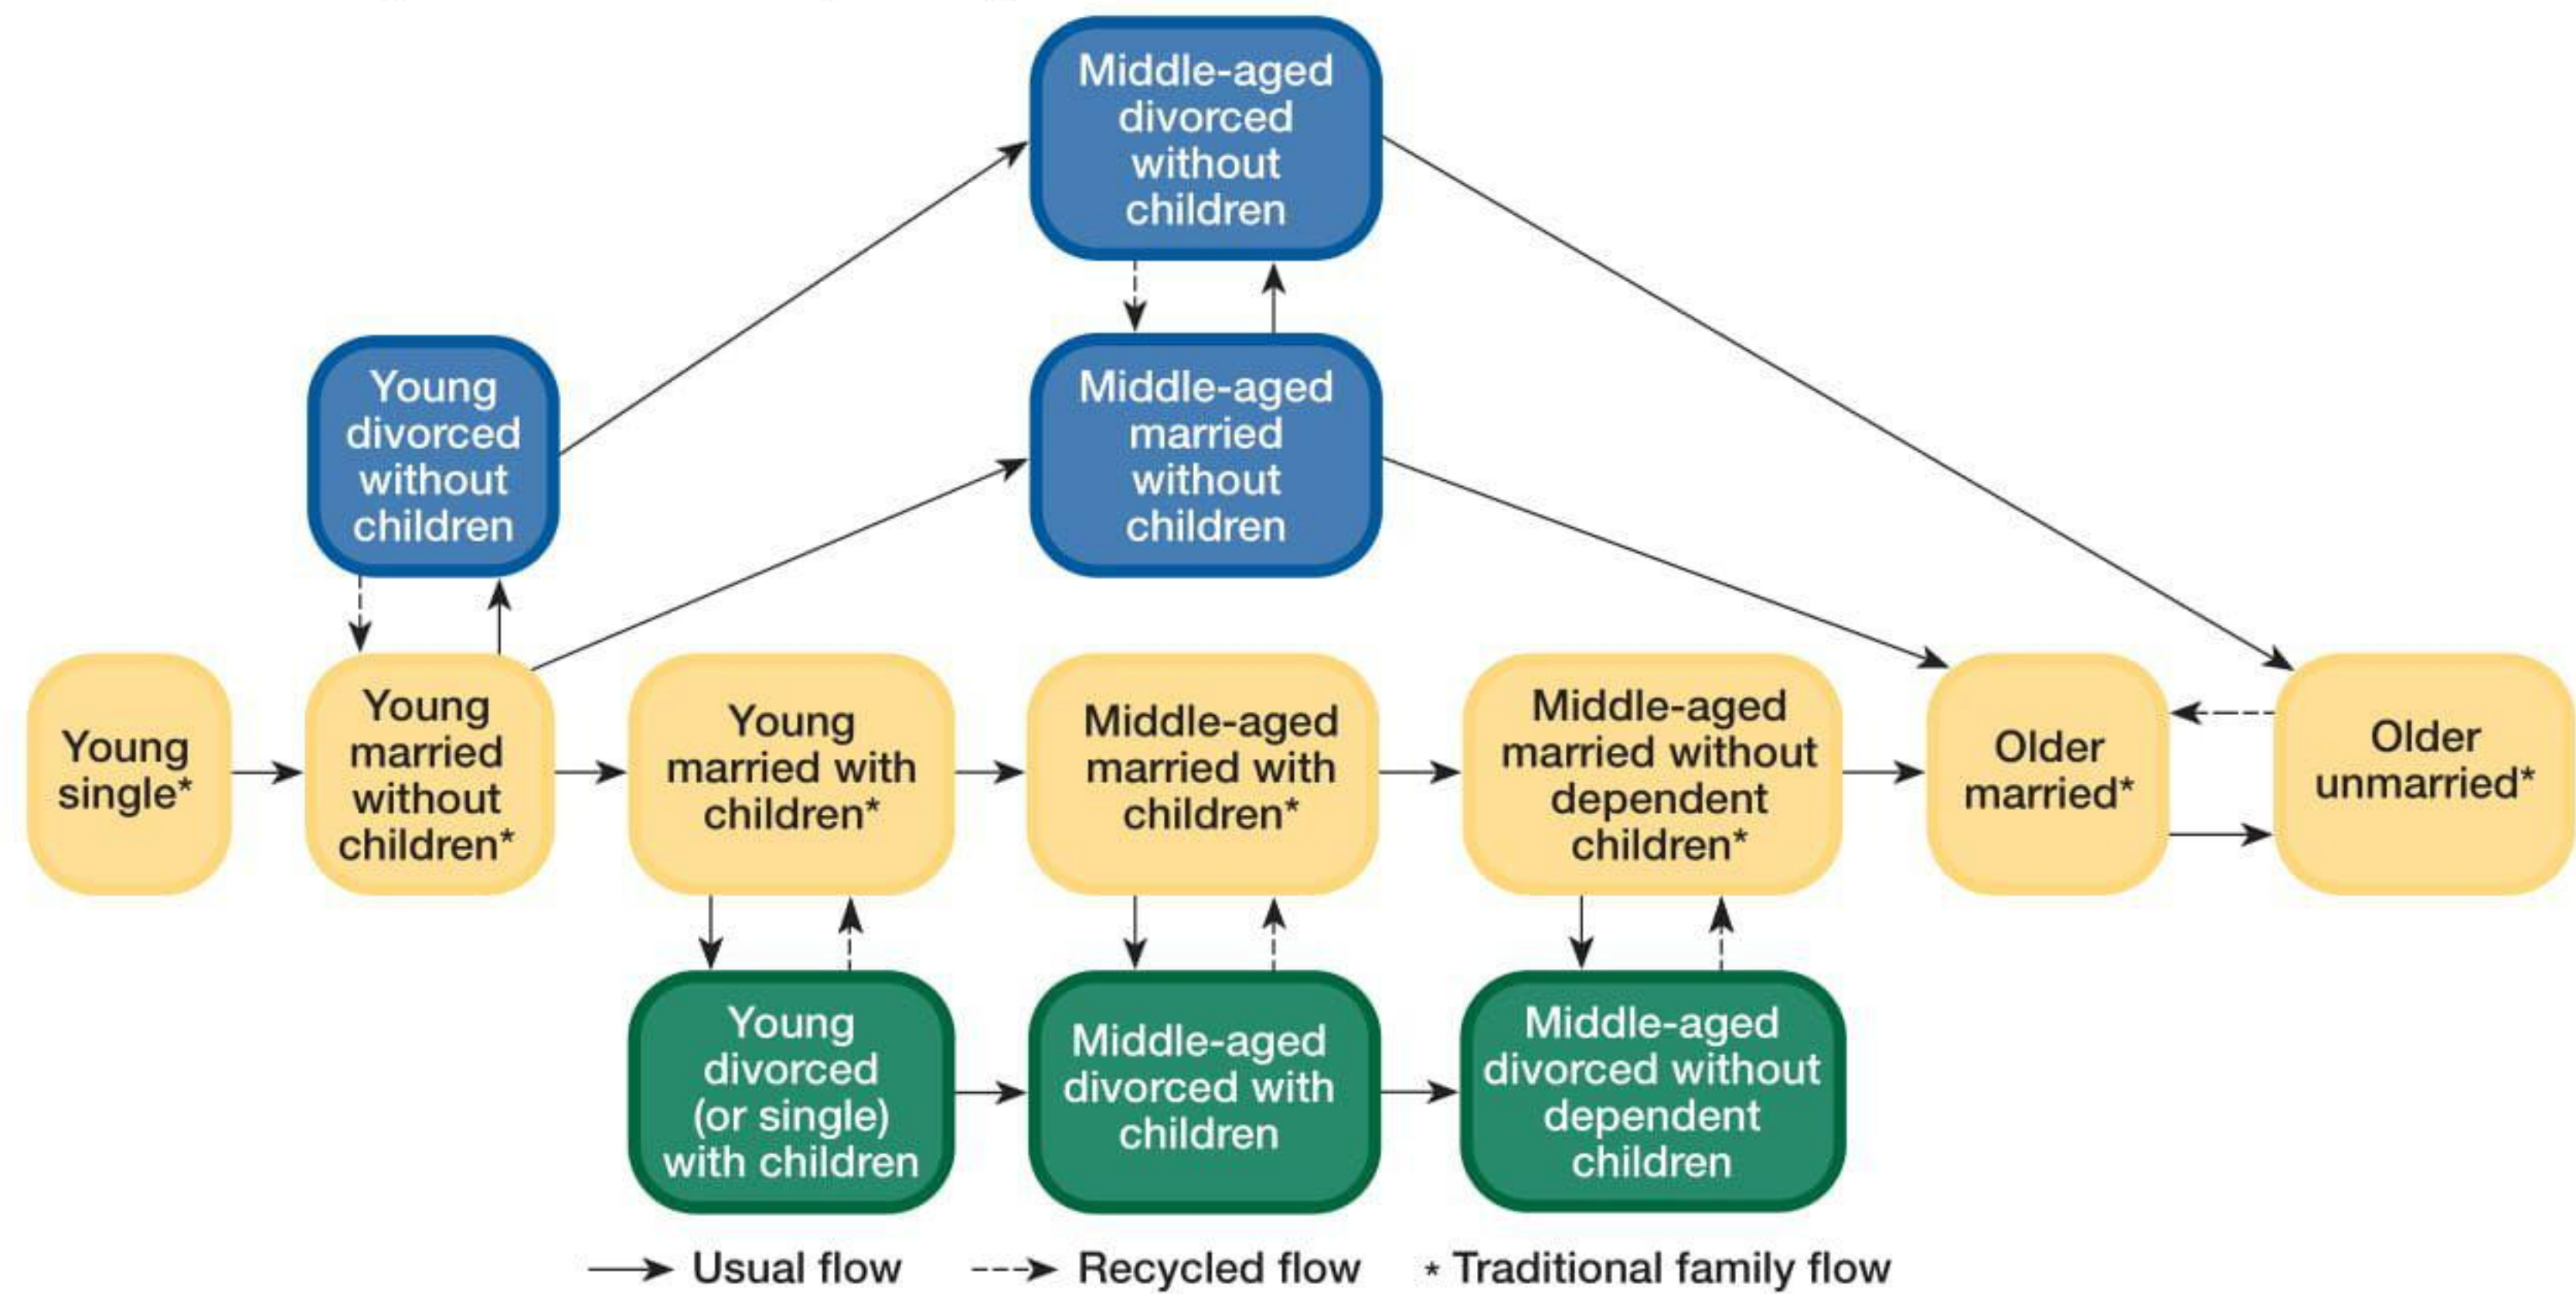 Middle-aged
divorced
without
children
Young
divorced
without
children
Middle-aged
married
without
children
Young
single*
Young
married
without
children*
Young
married with
children*
Middle-aged
married with
children*
Middle-aged
married without
dependent
children*
Older
married*
Older
unmarried*
Young
divorced
(or single)
with children
Middle-aged
divorced with
children
Middle-aged
divorced without
dependent
children
Usual flow
Recycled flow
* Traditional family flow